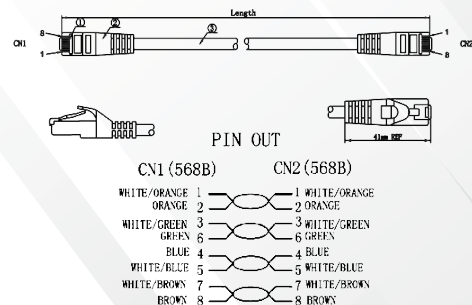 Length
① ② ③
8 1
CN1 CN2
1 8
41mm REF
PIN OUT
CN1(568B) CN2(568B)
WHITE/ORANGE 1 1 WHITE/ORANGE
ORANGE 2 2 ORANGE
WHITE/GREEN 3 3 WHITE/GREEN
GREEN 6 6 GREEN
BLUE 4 4 BLUE
WHITE/BLUE 5 5 WHITE/BLUE
WHITE/BROWN 7 7 WHITE/BROWN
BROWN 8 8 BROWN